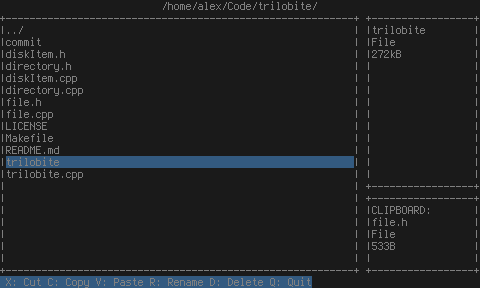 /home/alex/Code/trilobite/
../
commit
diskItem.h
directory.h
diskItem.cpp
directory.cpp
file.h
file.cpp
LICENSE
Makefile
README.md
trilobite
trilobite.cpp
trilobite
File
272kB
CLIPBOARD:
file.h
File
533B
X: Cut C: Copy V: Paste R: Rename D: Delete Q: Quit